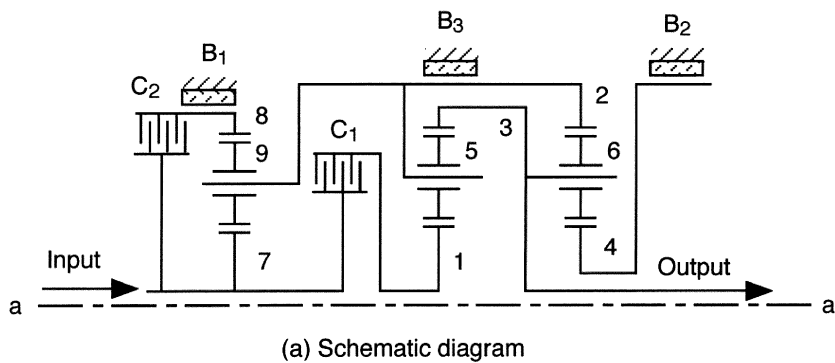 B3
B2
B1
C2
8
2
C1
3
9
5
6
7
1
4
Input
Output
a
a
(a) Schematic diagram